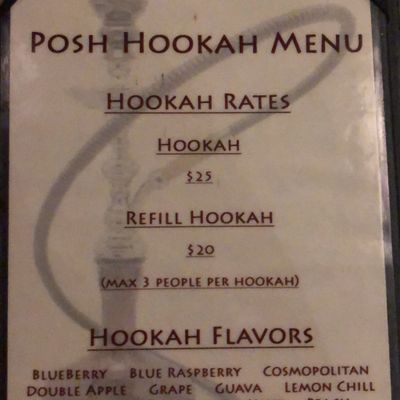 Posh Hookah Menu
Hookah Rates
Hookah
$25
Refill Hookah
$20
(max 3 people per hookah)
Hookah Flavors
Blueberry Blue Raspberry Cosmopolitan
Double Apple Grape Guava Lemon Chill